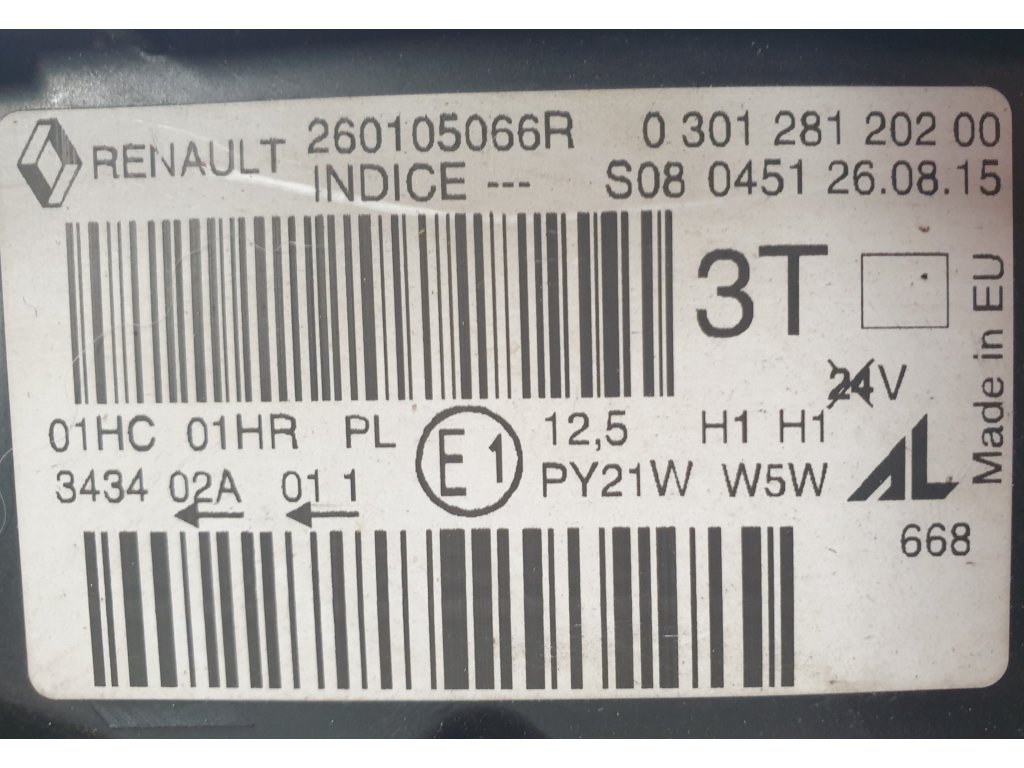 RENAULT 260105066R 0 301 281 202 00
INDICE --- S08 0451 26.08.15
3T
Made in EU
24V
01HC 01HR PL E1 12,5 H1 H1
3434 02A 01 1 PY21W W5W AL
668